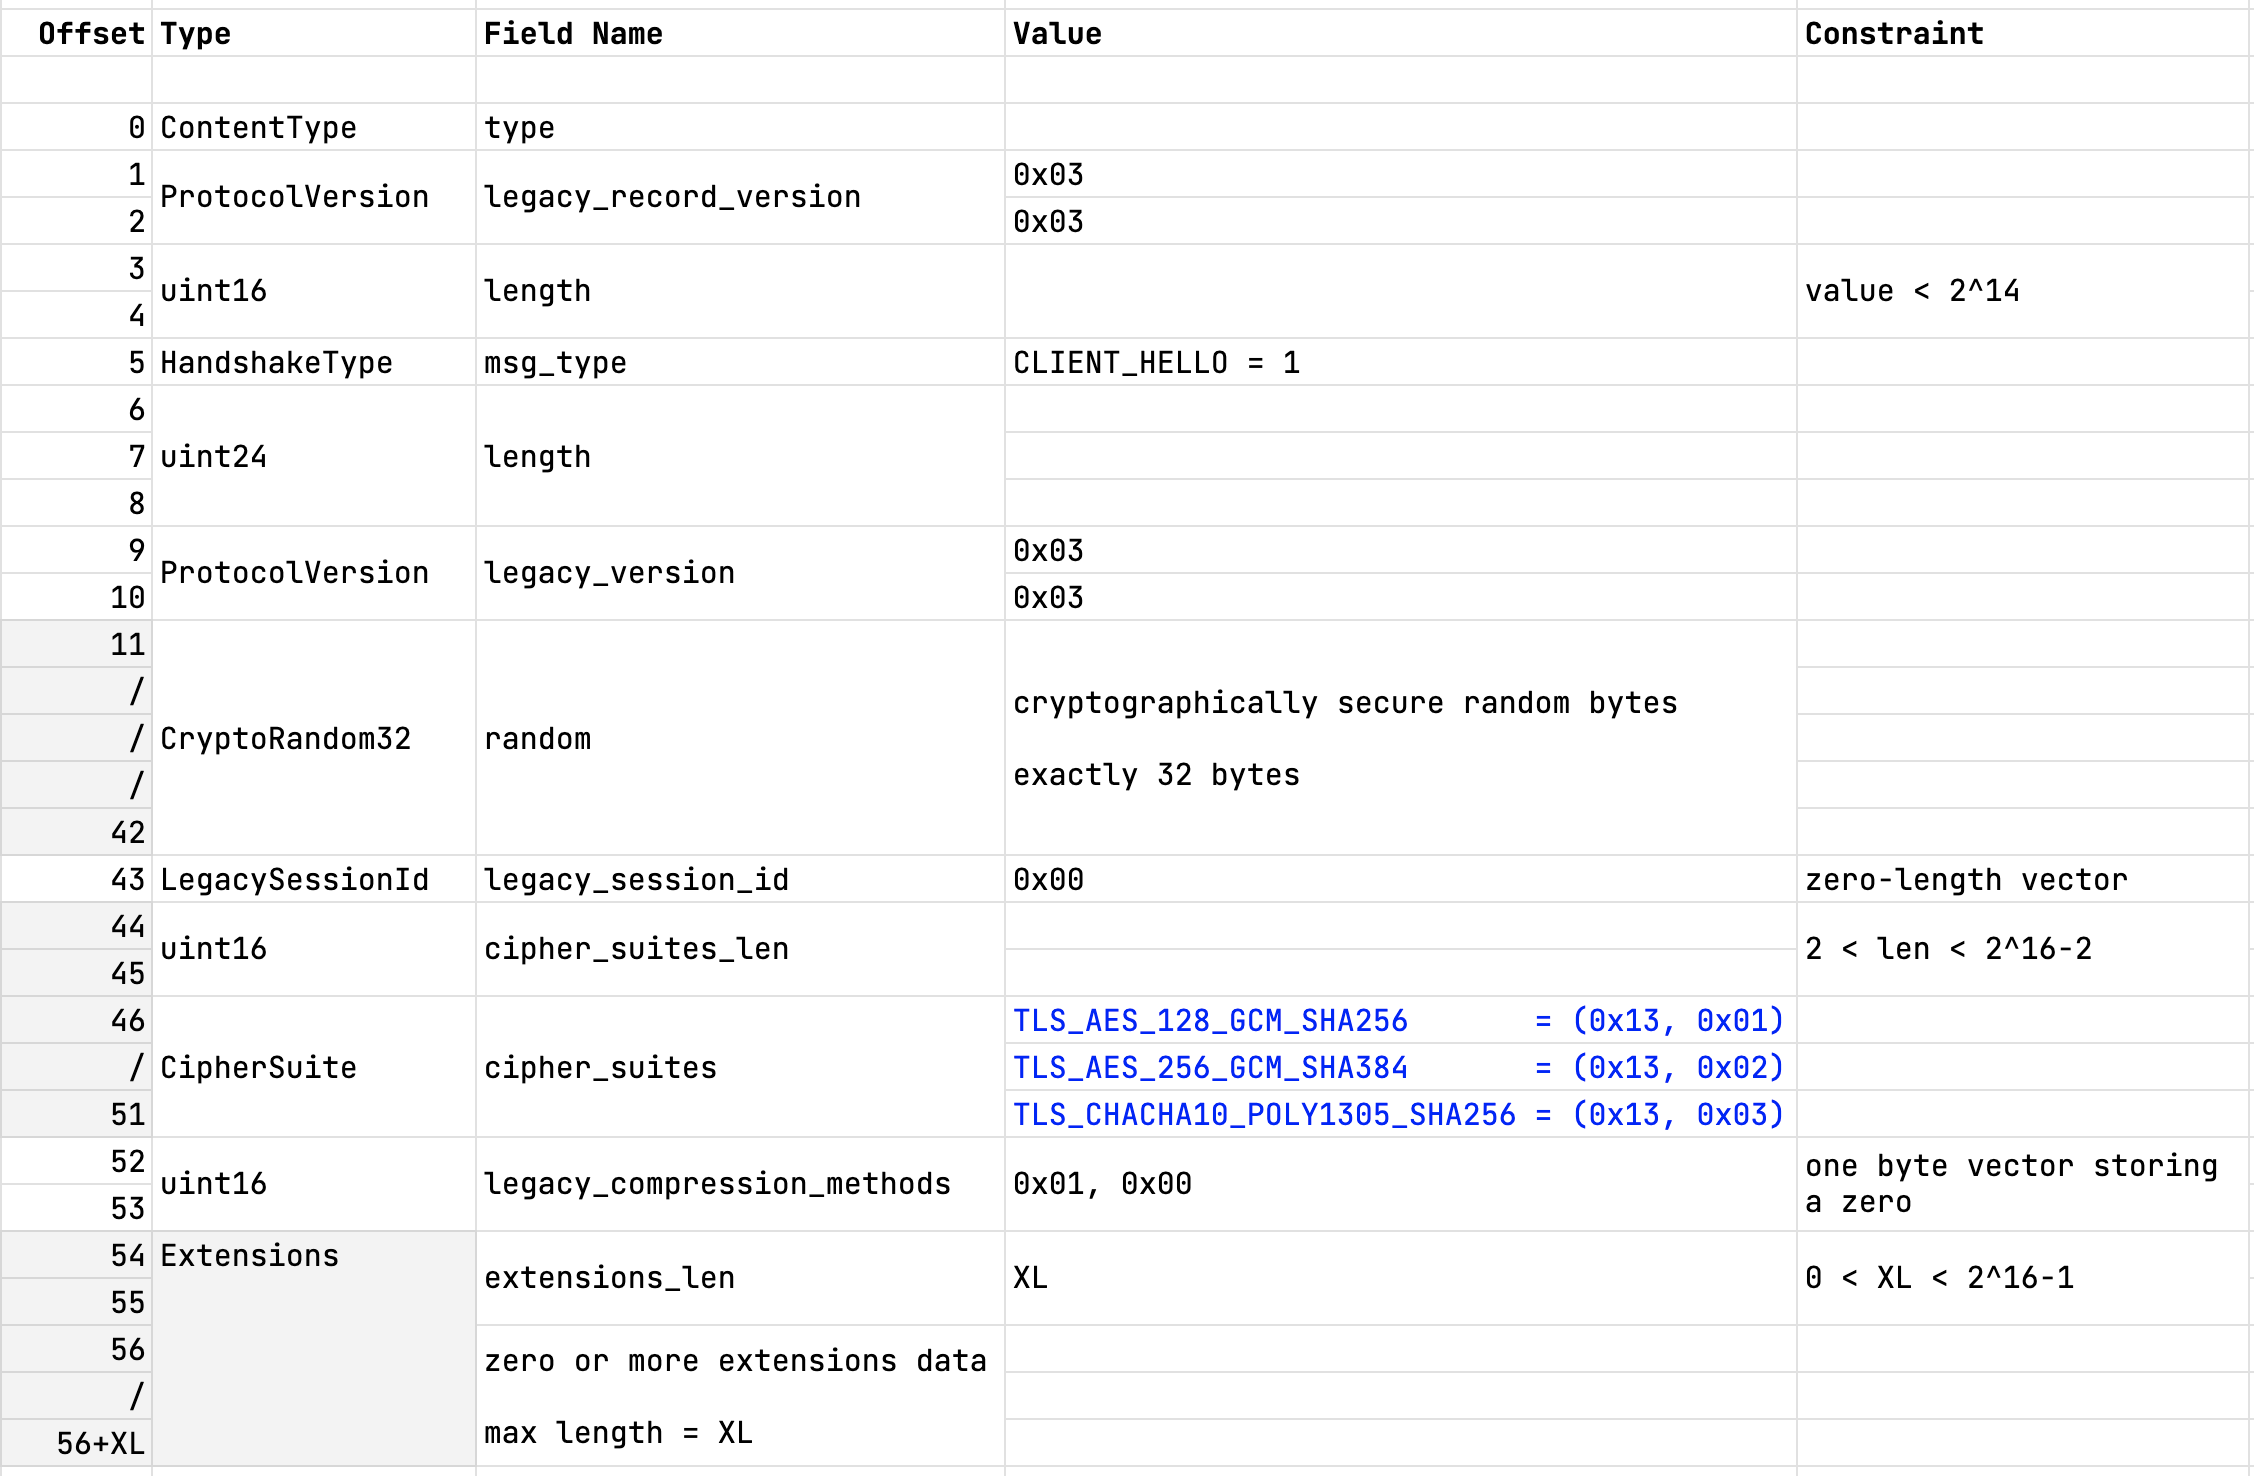 Offset Type Field Name Value Constraint
0 ContentType type
1 0x03
ProtocolVersion legacy_record_version
2 0x03
3
uint16 length value < 2^14
4
5 HandshakeType msg_type CLIENT_HELLO = 1
6
7 uint24 length
8
9 0x03
ProtocolVersion legacy_version
10 0x03
11
/ cryptographically secure random bytes
/ CryptoRandom32 random
/ exactly 32 bytes
42
43 LegacySessionId legacy_session_id 0x00 zero-length vector
44
uint16 cipher_suites_len 2 < len < 2^16-2
45
46 TLS_AES_128_GCM_SHA256 = (0x13, 0x01)
/ CipherSuite cipher_suites TLS_AES_256_GCM_SHA384 = (0x13, 0x02)
51 TLS_CHACHA10_POLY1305_SHA256 = (0x13, 0x03)
52 one byte vector storing
uint16 legacy_compression_methods 0x01, 0x00
53 a zero
54 Extensions
extensions_len XL 0 < XL < 2^16-1
55
56 zero or more extensions data
/
56+XL max length = XL